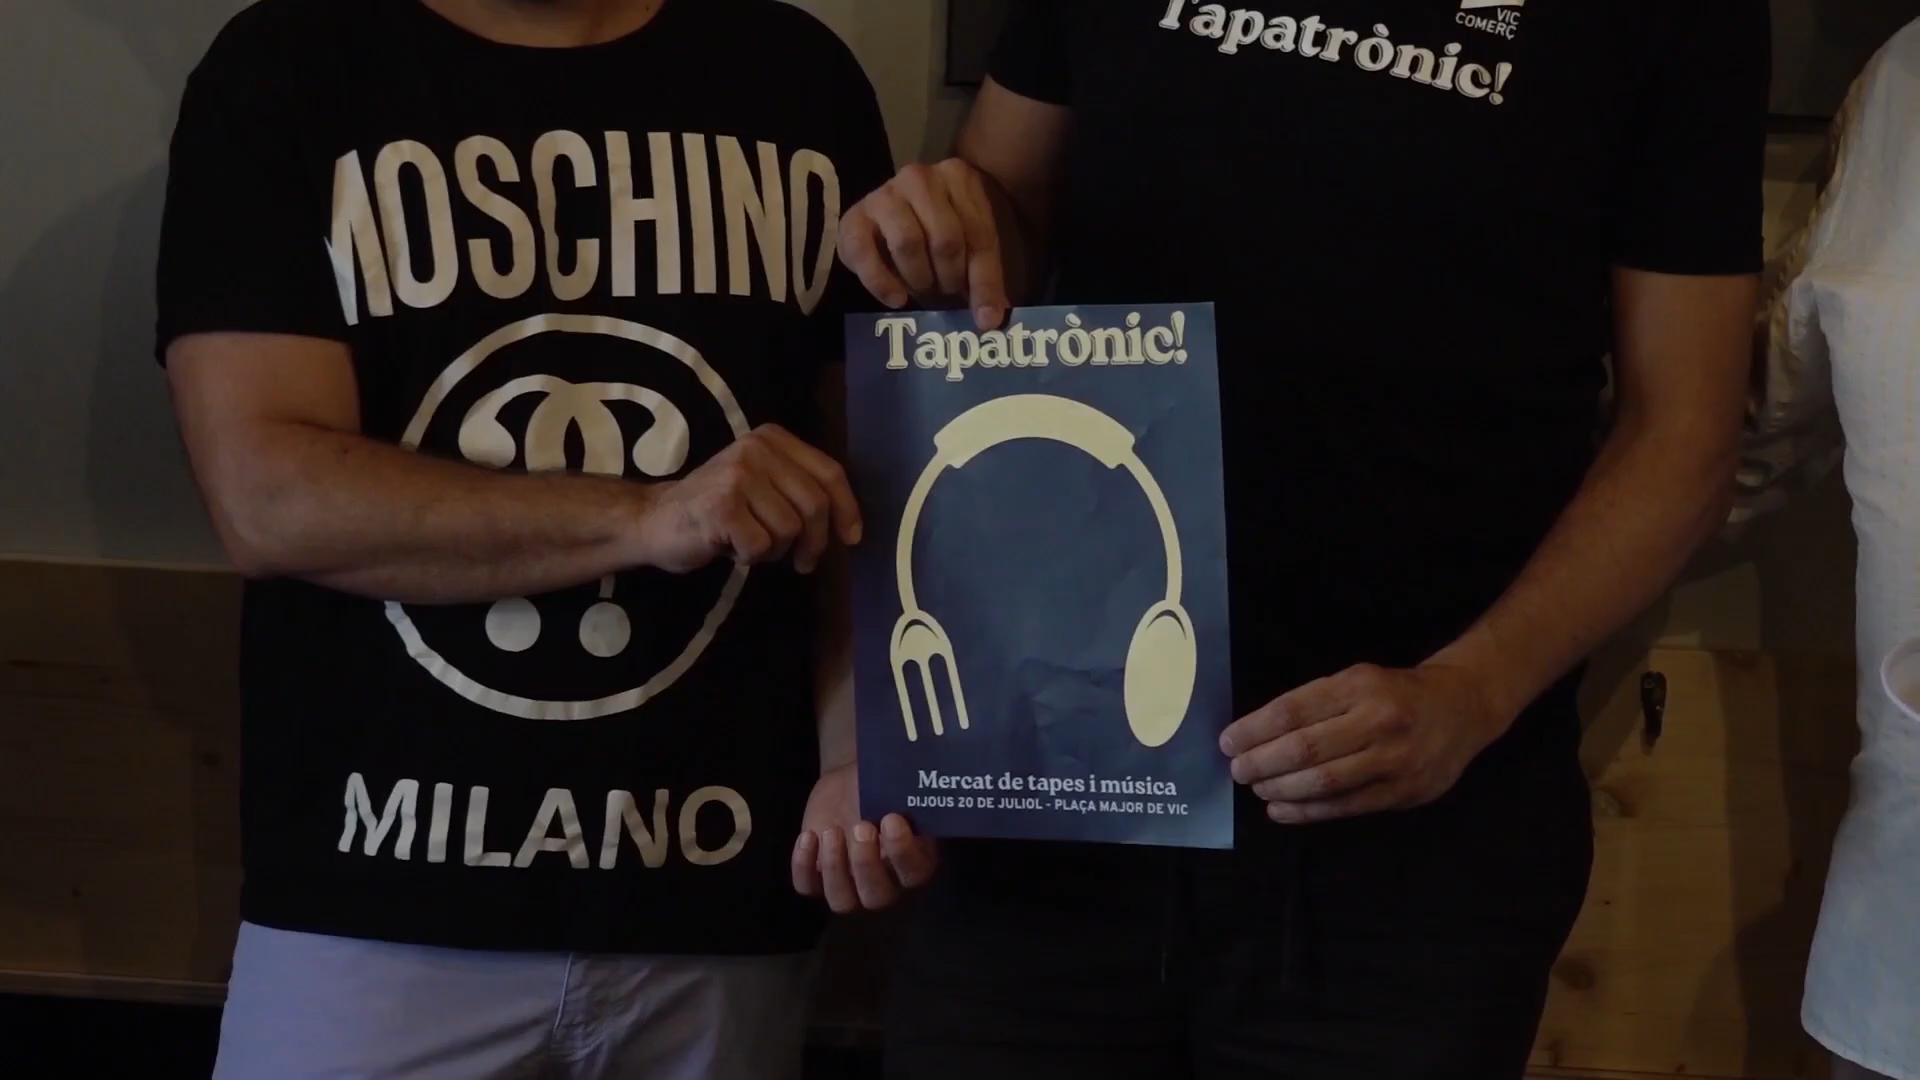 MOSCHINO
MILANO
VIC
COMERÇ
Tapatrònic!
Tapatrònic!
Mercat de tapes i música
DIJOUS 20 DE JULIOL - PLAÇA MAJOR DE VIC